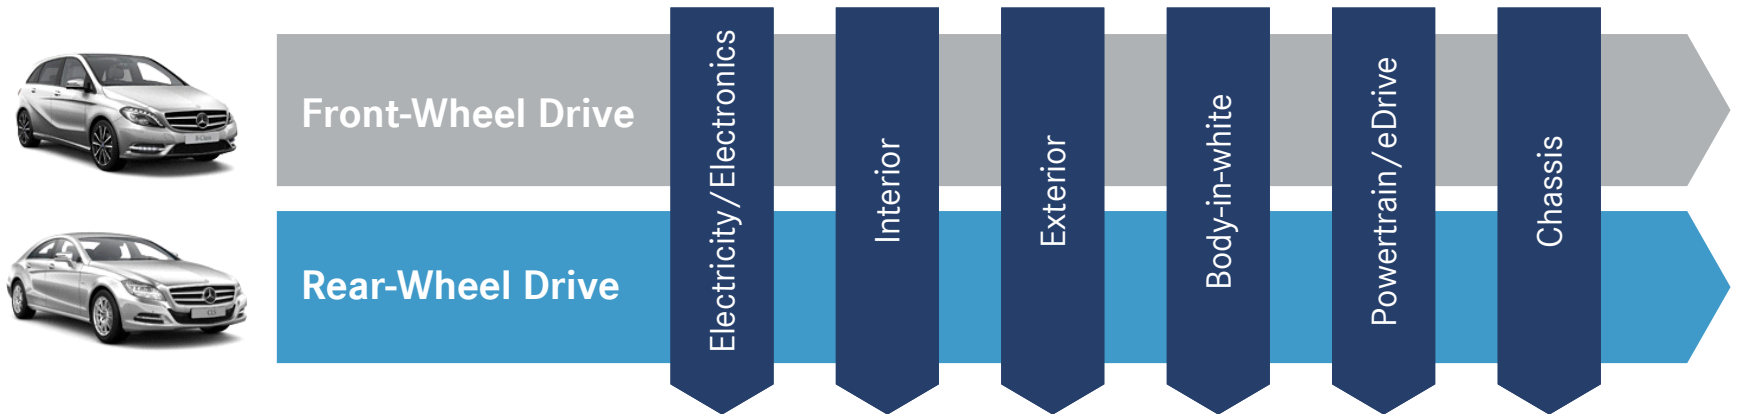 Front-Wheel Drive
Rear-Wheel Drive
Electricity/Electronics
Interior
Exterior
Body-in-white
Powertrain/eDrive
Chassis